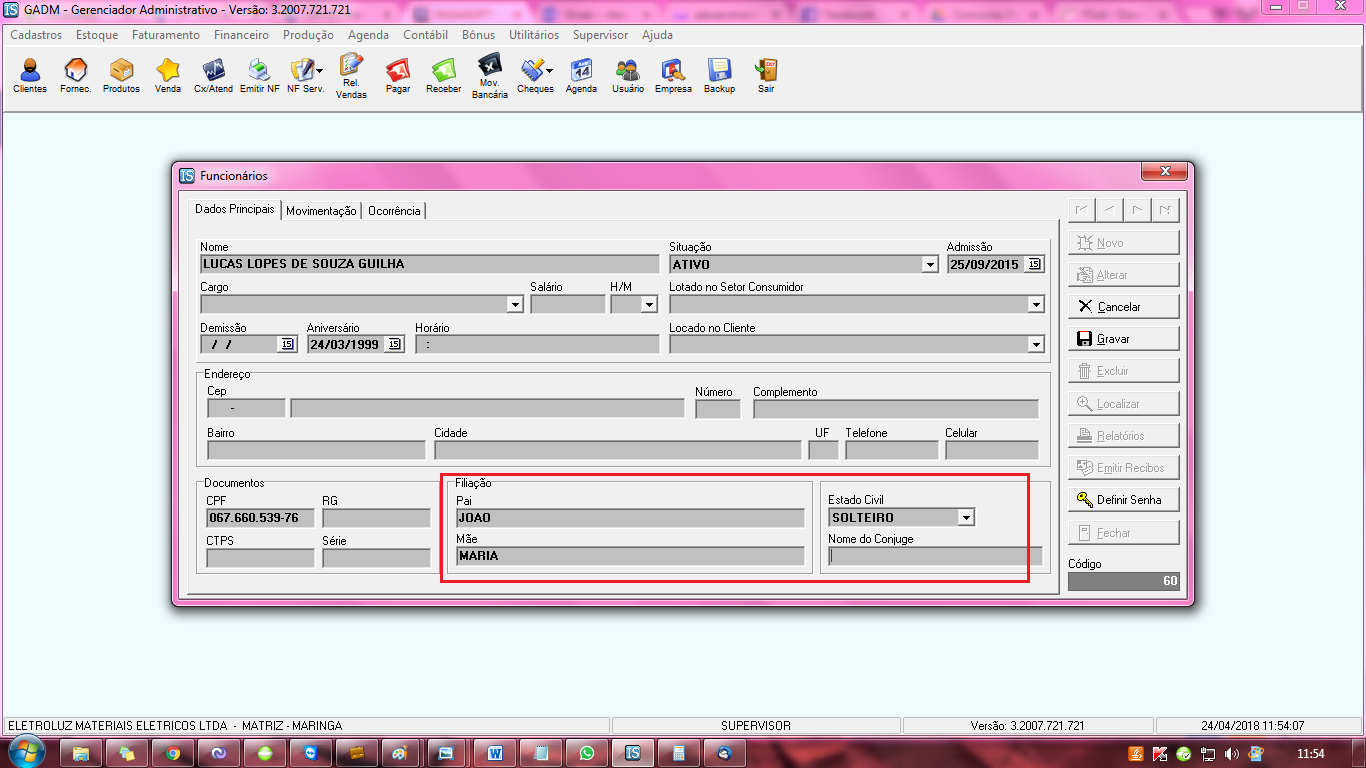 GADM - Gerenciador Administrativo - Versão: 3.2007.721.721
Cadastros Estoque Faturamento Financeiro Produção Agenda Contábil Bônus Utilitários Supervisor Ajuda
Clientes Fornec. Produtos Venda Cx/Atend Emitir NF NF Serv. Rel. Vendas Pagar Receber Mov. Bancária Cheques Agenda Usuário Empresa Backup Sair
IS Funcionários
Dados Principais Movimentação Ocorrência
Nome Situação Admissão
LUCAS LOPES DE SOUZA GUILHA ATIVO 25/09/2015 15
Novo
Cargo Salário H/M Lotado no Setor Consumidor
Alterar
Cancelar
Demissão Aniversário Horário Locado no Cliente
/ / 15 24/03/1999 15 : Gravar
Endereço
Excluir
Cep Número Complemento
-
Localizar
Bairro Cidade UF Telefone Celular
Relatórios
Emitir Recibos
Documentos Filiação
CPF RG Pai Estado Civil Definir Senha
067.660.539-76 JOAO SOLTEIRO
Fechar
CTPS Série Mãe Nome do Conjuge
MARIA
Código
60
ELETROLUZ MATERIAIS ELETRICOS LTDA - MATRIZ - MARINGA SUPERVISOR Versão: 3.2007.721.721 24/04/2018 11:54:07
11:54